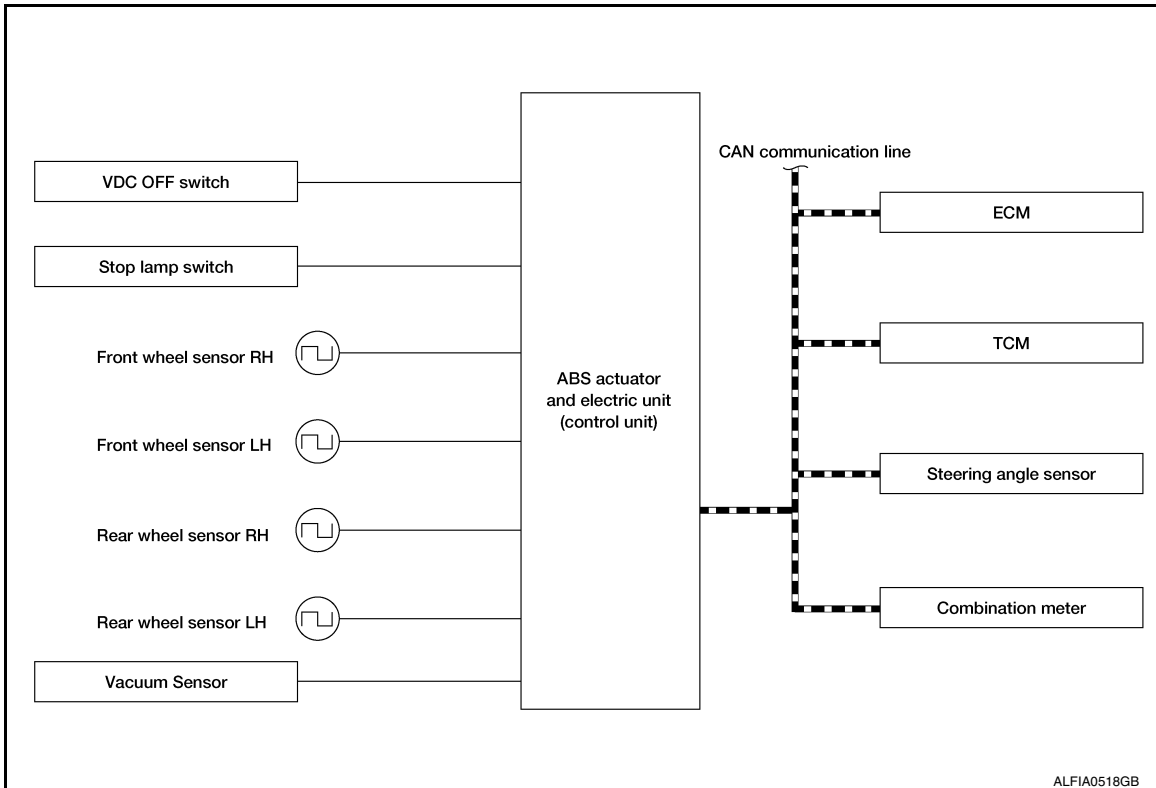 CAN communication line
VDC OFF switch
ECM
Stop lamp switch
Front wheel sensor RH
TCM
ABS actuator
and electric unit
(control unit)
Front wheel sensor LH
Steering angle sensor
Rear wheel sensor RH
Combination meter
Rear wheel sensor LH
Vacuum Sensor
ALFIA0518GB